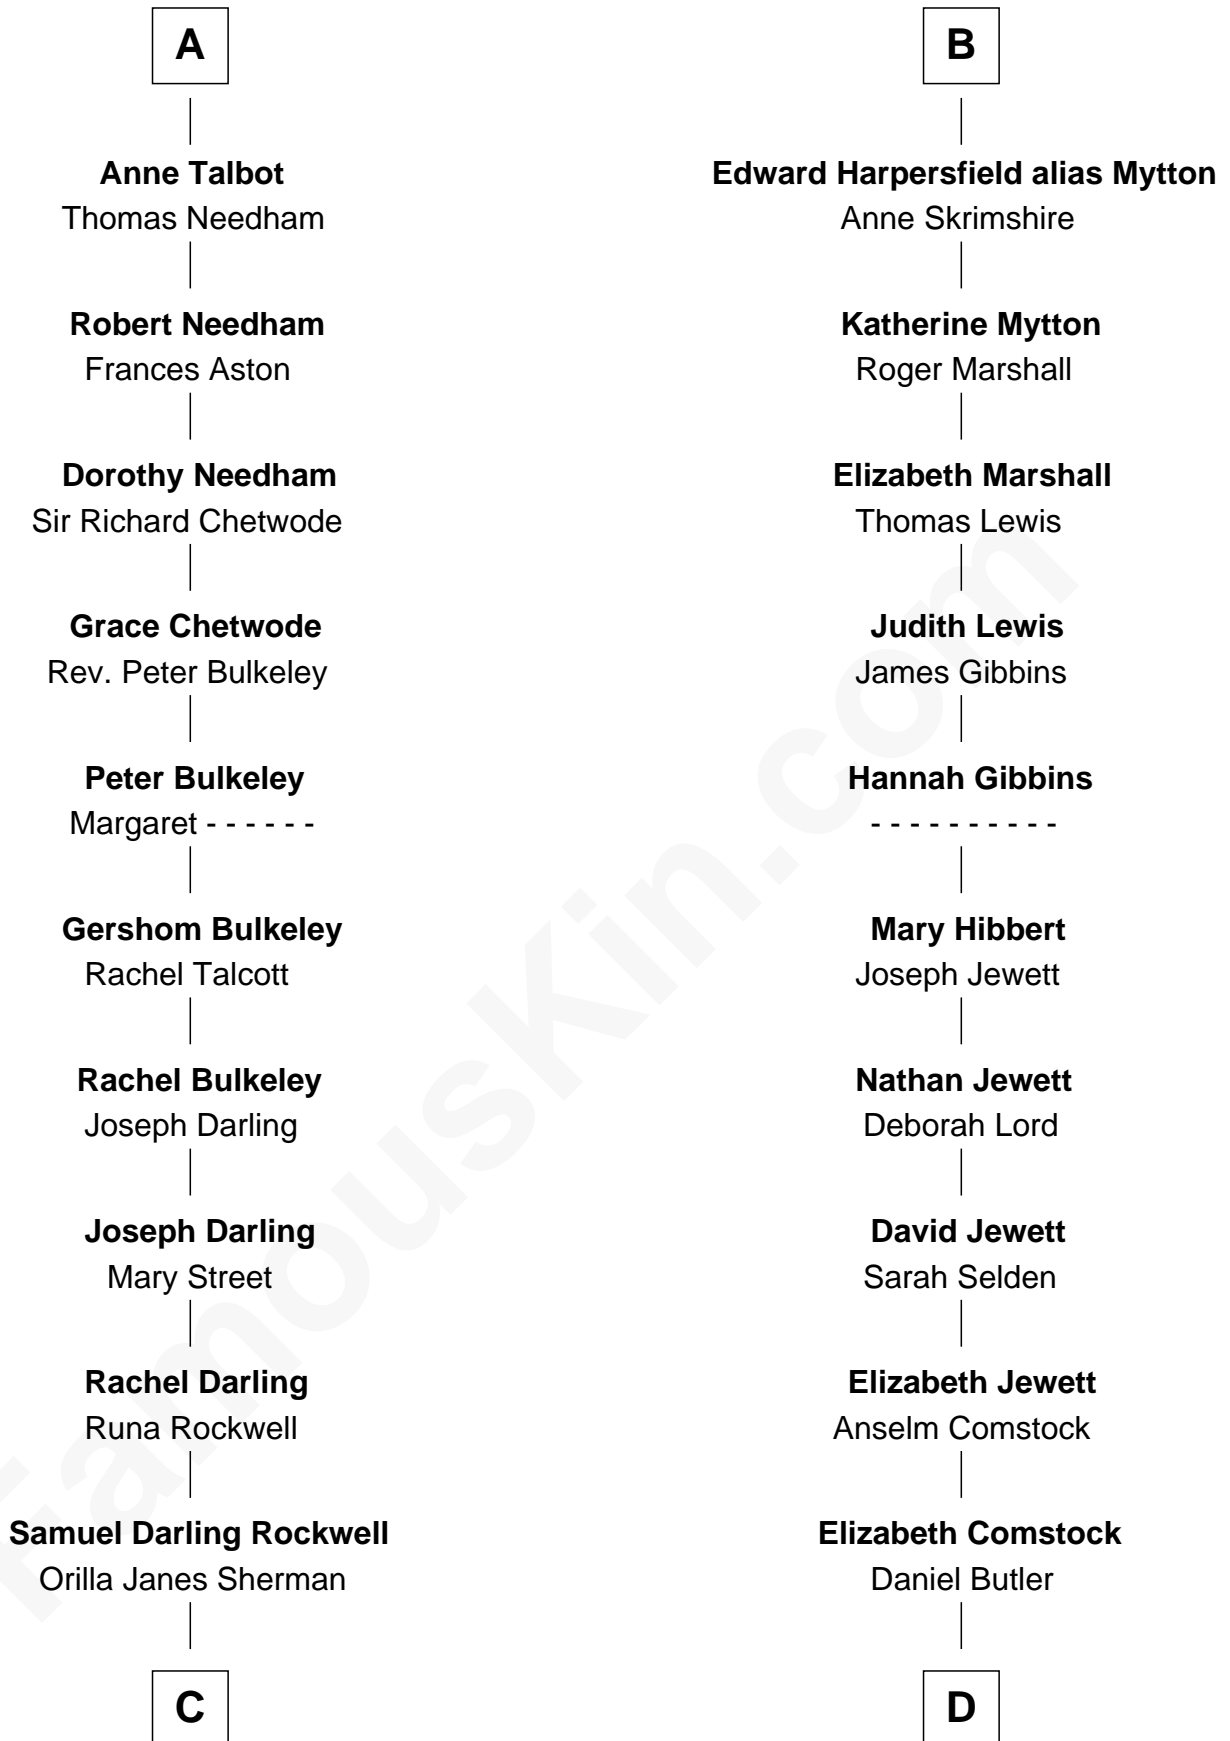 A
Anne Talbot
Thomas Needham
Robert Needham
Frances Aston
Dorothy Needham
Sir Richard Chetwode
Grace Chetwode
Rev. Peter Bulkeley
Peter Bulkeley
Margaret - - - - - -
Gershom Bulkeley
Rachel Talcott
Rachel Bulkeley
Joseph Darling
Joseph Darling
Mary Street
Rachel Darling
Runa Rockwell
Samuel Darling Rockwell
Orilla Janes Sherman
C
B
Edward Harpersfield alias Mytton
Anne Skrimshire
Katherine Mytton
Roger Marshall
Elizabeth Marshall
Thomas Lewis
Judith Lewis
James Gibbins
Hannah Gibbins
- - - - - - - - - -
Mary Hibbert
Joseph Jewett
Nathan Jewett
Deborah Lord
David Jewett
Sarah Selden
Elizabeth Jewett
Anselm Comstock
Elizabeth Comstock
Daniel Butler
D
FamousKin.com